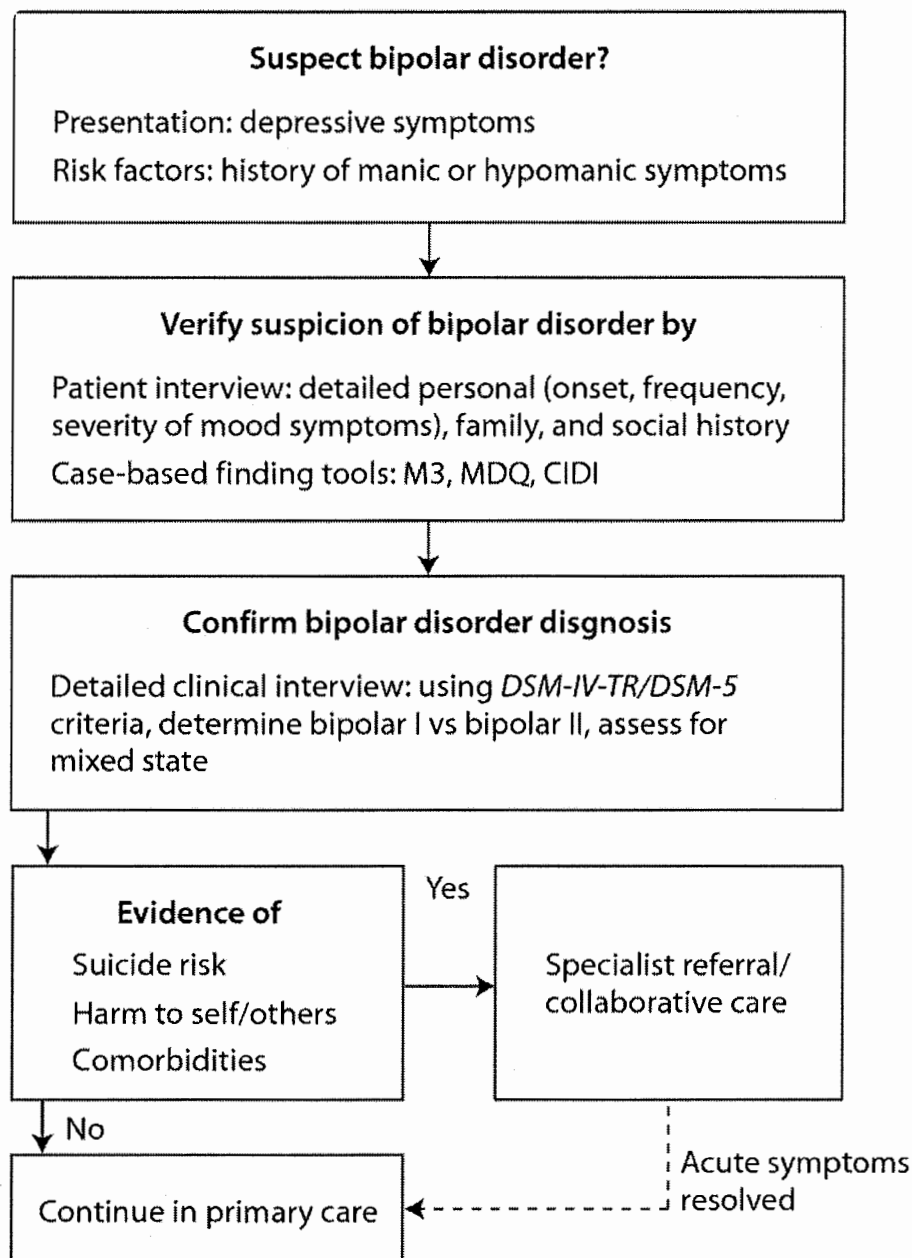 Suspect bipolar disorder?
Presentation: depressive symptoms
Risk factors: history of manic or hypomanic symptoms
Verify suspicion of bipolar disorder by
Patient interview: detailed personal (onset, frequency,
severity of mood symptoms), family, and social history
Case-based finding tools: M3, MDQ, CIDI
Confirm bipolar disorder disgnosis
Detailed clinical interview: using DSM-IV-TR/DSM-5
criteria, determine bipolar I vs bipolar II, assess for
mixed state
Evidence of
Suicide risk
Harm to self/others
Comorbidities
Yes
Specialist referral/
collaborative care
No
Acute symptoms
resolved
Continue in primary care